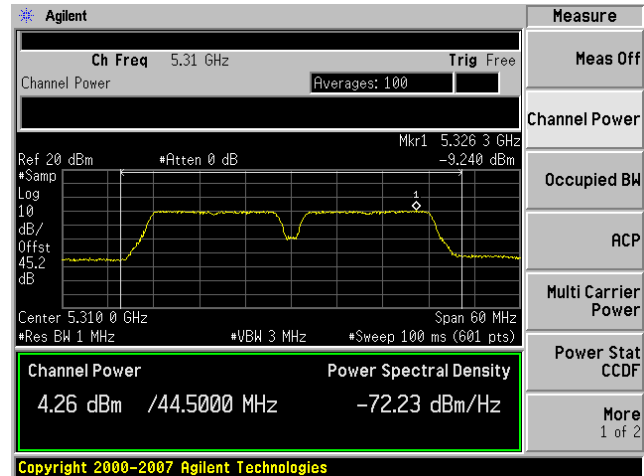 Agilent
Measure
Ch Freq 5.31 GHz Trig Free
Channel Power Averages: 100
Mkr1 5.326 3 GHz
Ref 20 dBm #Atten 0 dB -9.240 dBm
#Samp
Log
10
dB/
Offst
45.2
dB
1
Center 5.310 0 GHz Span 60 MHz
#Res BW 1 MHz #VBW 3 MHz #Sweep 100 ms (601 pts)
Channel Power Power Spectral Density
4.26 dBm /44.5000 MHz -72.23 dBm/Hz
Copyright 2000-2007 Agilent Technologies
Meas Off
Channel Power
Occupied BW
ACP
Multi Carrier
Power
Power Stat
CCDF
More
1 of 2